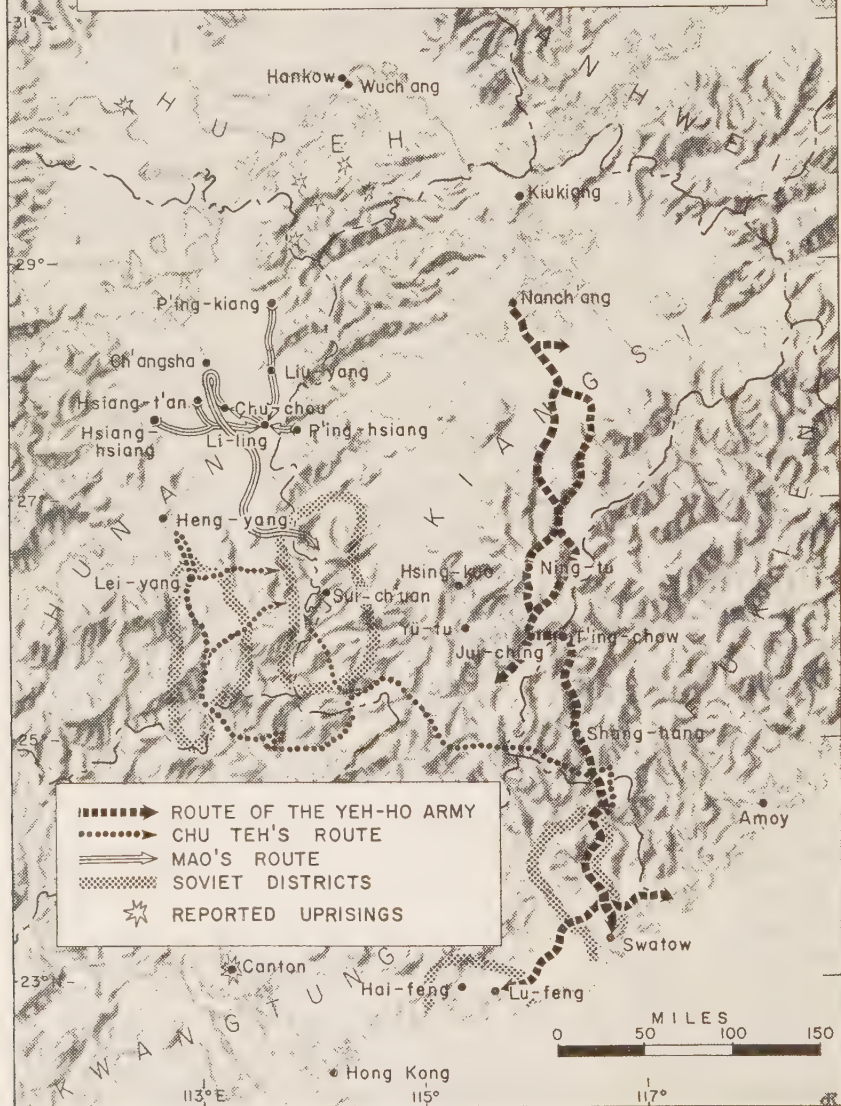 31°
Hankow
Wuch'ang
HUPEH
ANHWEI
Kiukiang
29°
P'ing-kiang
Nanch'ang
Ch'angsha
Liu-yang
Hsiang-t'an
Chu-chou
Hsiang-hsiang
Li-ling
P'ing-hsiang
KIANGSI
HUNAN
27°
Heng-yang
Lei-yang
Sui-ch'uan
Hsing-kuo
Ning-tu
Yü-tu
Jui-ching
T'ing-chow
FUKIEN
25°
Shang-hang
Amoy
ROUTE OF THE YEH-HO ARMY
CHU TEH'S ROUTE
MAO'S ROUTE
SOVIET DISTRICTS
REPORTED UPRISINGS
Swatow
Canton
23°N
Hai-feng
Lu-feng
KWANGTUNG
MILES
0 50 100 150
Hong Kong
113°E 115° 117°